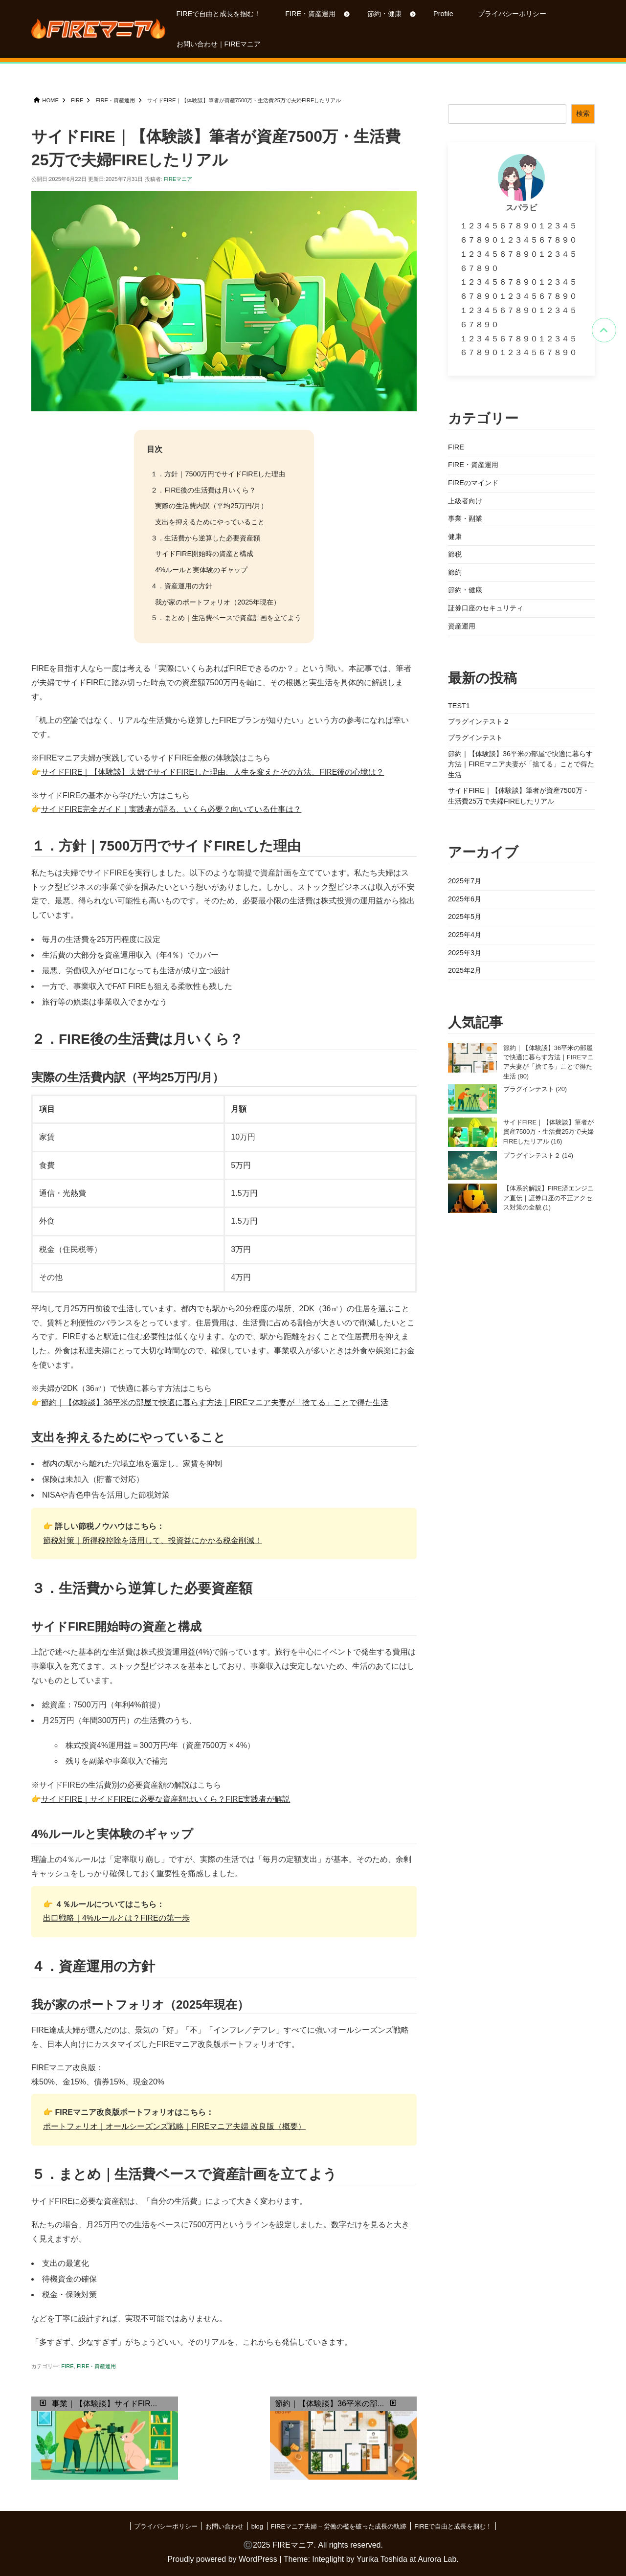 FIREマニア
FIREで自由と成長を掴む！
FIRE・資産運用
節約・健康
Profile
プライバシーポリシー
お問い合わせ｜FIREマニア
HOME
FIRE
FIRE・資産運用
サイドFIRE｜【体験談】筆者が資産7500万・生活費25万で夫婦FIREしたリアル
サイドFIRE｜【体験談】筆者が資産7500万・生活費
25万で夫婦FIREしたリアル
公開日:2025年6月22日 更新日:2025年7月31日 投稿者: FIREマニア
目次
１．方針｜7500万円でサイドFIREした理由
２．FIRE後の生活費は月いくら？
実際の生活費内訳（平均25万円/月）
支出を抑えるためにやっていること
３．生活費から逆算した必要資産額
サイドFIRE開始時の資産と構成
4%ルールと実体験のギャップ
４．資産運用の方針
我が家のポートフォリオ（2025年現在）
５．まとめ｜生活費ベースで資産計画を立てよう
FIREを目指す人なら一度は考える「実際にいくらあればFIREできるのか？」という問い。本記事では、筆者
が夫婦でサイドFIREに踏み切った時点での資産額7500万円を軸に、その根拠と実生活を具体的に解説しま
す。
「机上の空論ではなく、リアルな生活費から逆算したFIREプランが知りたい」という方の参考になれば幸い
です。
※FIREマニア夫婦が実践しているサイドFIRE全般の体験談はこちら
👉サイドFIRE｜【体験談】夫婦でサイドFIREした理由、人生を変えたその方法、FIRE後の心境は？
※サイドFIREの基本から学びたい方はこちら
👉サイドFIRE完全ガイド｜実践者が語る、いくら必要？向いている仕事は？
１．方針｜7500万円でサイドFIREした理由
私たちは夫婦でサイドFIREを実行しました。以下のような前提で資産計画を立てています。私たち夫婦はス
トック型ビジネスの事業で夢を掴みたいという想いがありました。しかし、ストック型ビジネスは収入が不安
定で、最悪、得られない可能性も高いものです。そのため、必要最小限の生活費は株式投資の運用益から捻出
しています。
毎月の生活費を25万円程度に設定
生活費の大部分を資産運用収入（年4％）でカバー
最悪、労働収入がゼロになっても生活が成り立つ設計
一方で、事業収入でFAT FIREも狙える柔軟性も残した
旅行等の娯楽は事業収入でまかなう
２．FIRE後の生活費は月いくら？
実際の生活費内訳（平均25万円/月）
項目 月額
家賃 10万円
食費 5万円
通信・光熱費 1.5万円
外食 1.5万円
税金（住民税等） 3万円
その他 4万円
平均して月25万円前後で生活しています。都内でも駅から20分程度の場所、2DK（36㎡）の住居を選ぶこと
で、賃料と利便性のバランスをとっています。住居費用は、生活費に占める割合が大きいので削減したいとこ
ろです。FIREすると駅近に住む必要性は低くなります。なので、駅から距離をおくことで住居費用を抑えま
した。外食は私達夫婦にとって大切な時間なので、確保しています。事業収入が多いときは外食や娯楽にお金
を使います。
※夫婦が2DK（36㎡）で快適に暮らす方法はこちら
👉節約｜【体験談】36平米の部屋で快適に暮らす方法｜FIREマニア夫妻が「捨てる」ことで得た生活
支出を抑えるためにやっていること
都内の駅から離れた穴場立地を選定し、家賃を抑制
保険は未加入（貯蓄で対応）
NISAや青色申告を活用した節税対策
👉 詳しい節税ノウハウはこちら：
節税対策｜所得税控除を活用して、投資益にかかる税金削減！
３．生活費から逆算した必要資産額
サイドFIRE開始時の資産と構成
上記で述べた基本的な生活費は株式投資運用益(4%)で賄っています。旅行を中心にイベントで発生する費用は
事業収入を充てます。ストック型ビジネスを基本としており、事業収入は安定しないため、生活のあてにはし
ないものとしています。
総資産：7500万円（年利4%前提）
月25万円（年間300万円）の生活費のうち、
株式投資4%運用益＝300万円/年（資産7500万 × 4%）
残りを副業や事業収入で補完
※サイドFIREの生活費別の必要資産額の解説はこちら
👉サイドFIRE｜サイドFIREに必要な資産額はいくら？FIRE実践者が解説
4%ルールと実体験のギャップ
理論上の4％ルールは「定率取り崩し」ですが、実際の生活では「毎月の定額支出」が基本。そのため、余剰
キャッシュをしっかり確保しておく重要性を痛感しました。
👉 ４％ルールについてはこちら：
出口戦略｜4%ルールとは？FIREの第一歩
４．資産運用の方針
我が家のポートフォリオ（2025年現在）
FIRE達成夫婦が選んだのは、景気の「好」「不」「インフレ／デフレ」すべてに強いオールシーズンズ戦略
を、日本人向けにカスタマイズしたFIREマニア改良版ポートフォリオです。
FIREマニア改良版：
株50%、金15%、債券15%、現金20%
👉 FIREマニア改良版ポートフォリオはこちら：
ポートフォリオ｜オールシーズンズ戦略｜FIREマニア夫婦 改良版（概要）
５．まとめ｜生活費ベースで資産計画を立てよう
サイドFIREに必要な資産額は、「自分の生活費」によって大きく変わります。
私たちの場合、月25万円での生活をベースに7500万円というラインを設定しました。数字だけを見ると大き
く見えますが、
支出の最適化
待機資金の確保
税金・保険対策
などを丁寧に設計すれば、実現不可能ではありません。
「多すぎず、少なすぎず」がちょうどいい。そのリアルを、これからも発信していきます。
カテゴリー: FIRE, FIRE・資産運用
事業｜【体験談】サイドFIR...
節約｜【体験談】36平米の部...
検索
スバラビ
１２３４５６７８９０１２３４５
６７８９０１２３４５６７８９０
１２３４５６７８９０１２３４５
６７８９０
１２３４５６７８９０１２３４５
６７８９０１２３４５６７８９０
１２３４５６７８９０１２３４５
６７８９０
１２３４５６７８９０１２３４５
６７８９０１２３４５６７８９０
カテゴリー
FIRE
FIRE・資産運用
FIREのマインド
上級者向け
事業・副業
健康
節税
節約
節約・健康
証券口座のセキュリティ
資産運用
最新の投稿
TEST1
プラグインテスト２
プラグインテスト
節約｜【体験談】36平米の部屋で快適に暮らす
方法｜FIREマニア夫妻が「捨てる」ことで得た
生活
サイドFIRE｜【体験談】筆者が資産7500万・
生活費25万で夫婦FIREしたリアル
アーカイブ
2025年7月
2025年6月
2025年5月
2025年4月
2025年3月
2025年2月
人気記事
節約｜【体験談】36平米の部屋
で快適に暮らす方法｜FIREマニ
ア夫妻が「捨てる」ことで得た
生活 (80)
プラグインテスト (20)
サイドFIRE｜【体験談】筆者が
資産7500万・生活費25万で夫婦
FIREしたリアル (16)
プラグインテスト２ (14)
【体系的解説】FIRE済エンジニ
ア直伝｜証券口座の不正アクセ
ス対策の全貌 (1)
プライバシーポリシー
お問い合わせ
blog
FIREマニア夫婦 – 労働の檻を破った成長の軌跡
FIREで自由と成長を掴む！
Ⓒ2025 FIREマニア. All rights reserved.
Proudly powered by WordPress | Theme: Integlight by Yurika Toshida at Aurora Lab.